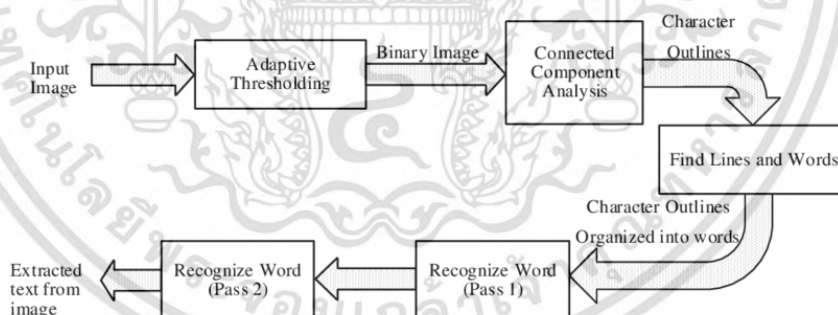 Input
Image
Adaptive
Thresholding
Binary Image
Connected
Component
Analysis
Character
Outlines
Find Lines and Words
Character Outlines
Organized into words
Recognize Word
(Pass 1)
Recognize Word
(Pass 2)
Extracted
text from
image